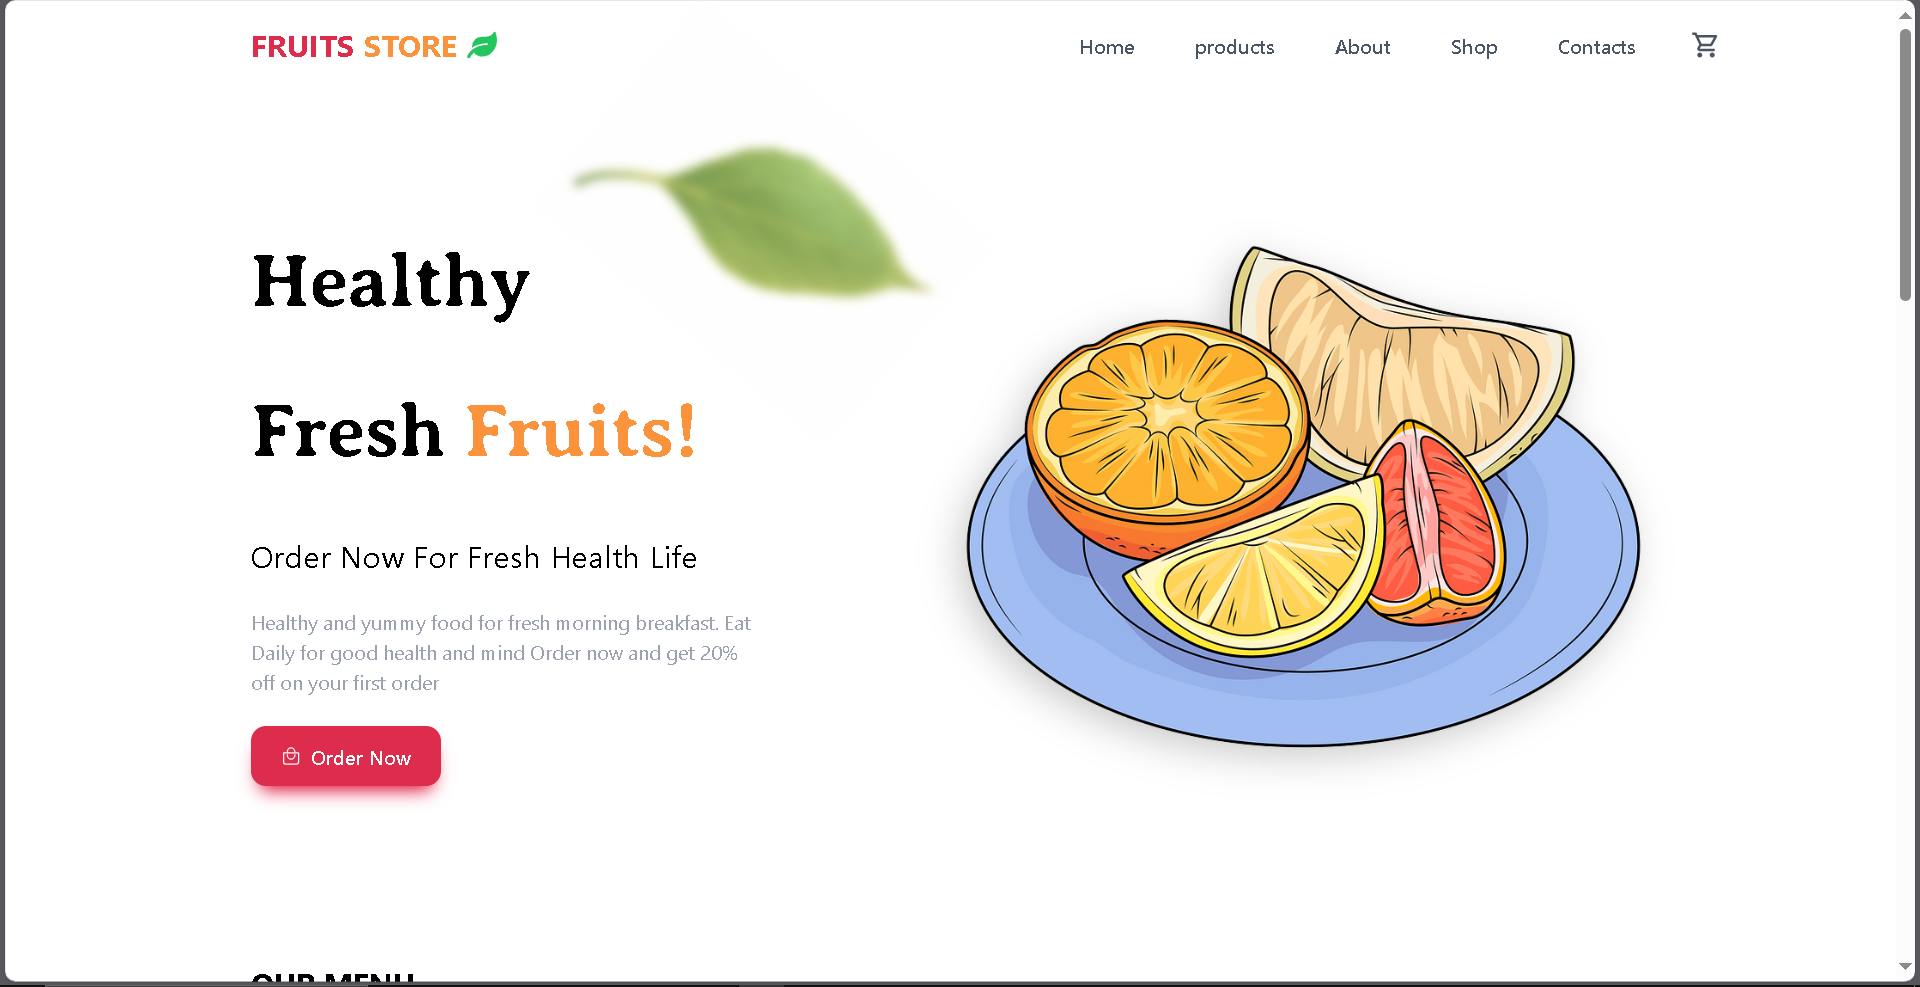 FRUITS STORE
Home products About Shop Contacts
Healthy
Fresh Fruits!
Order Now For Fresh Health Life
Healthy and yummy food for fresh morning breakfast. Eat
Daily for good health and mind Order now and get 20%
off on your first order
Order Now
OUR MENU